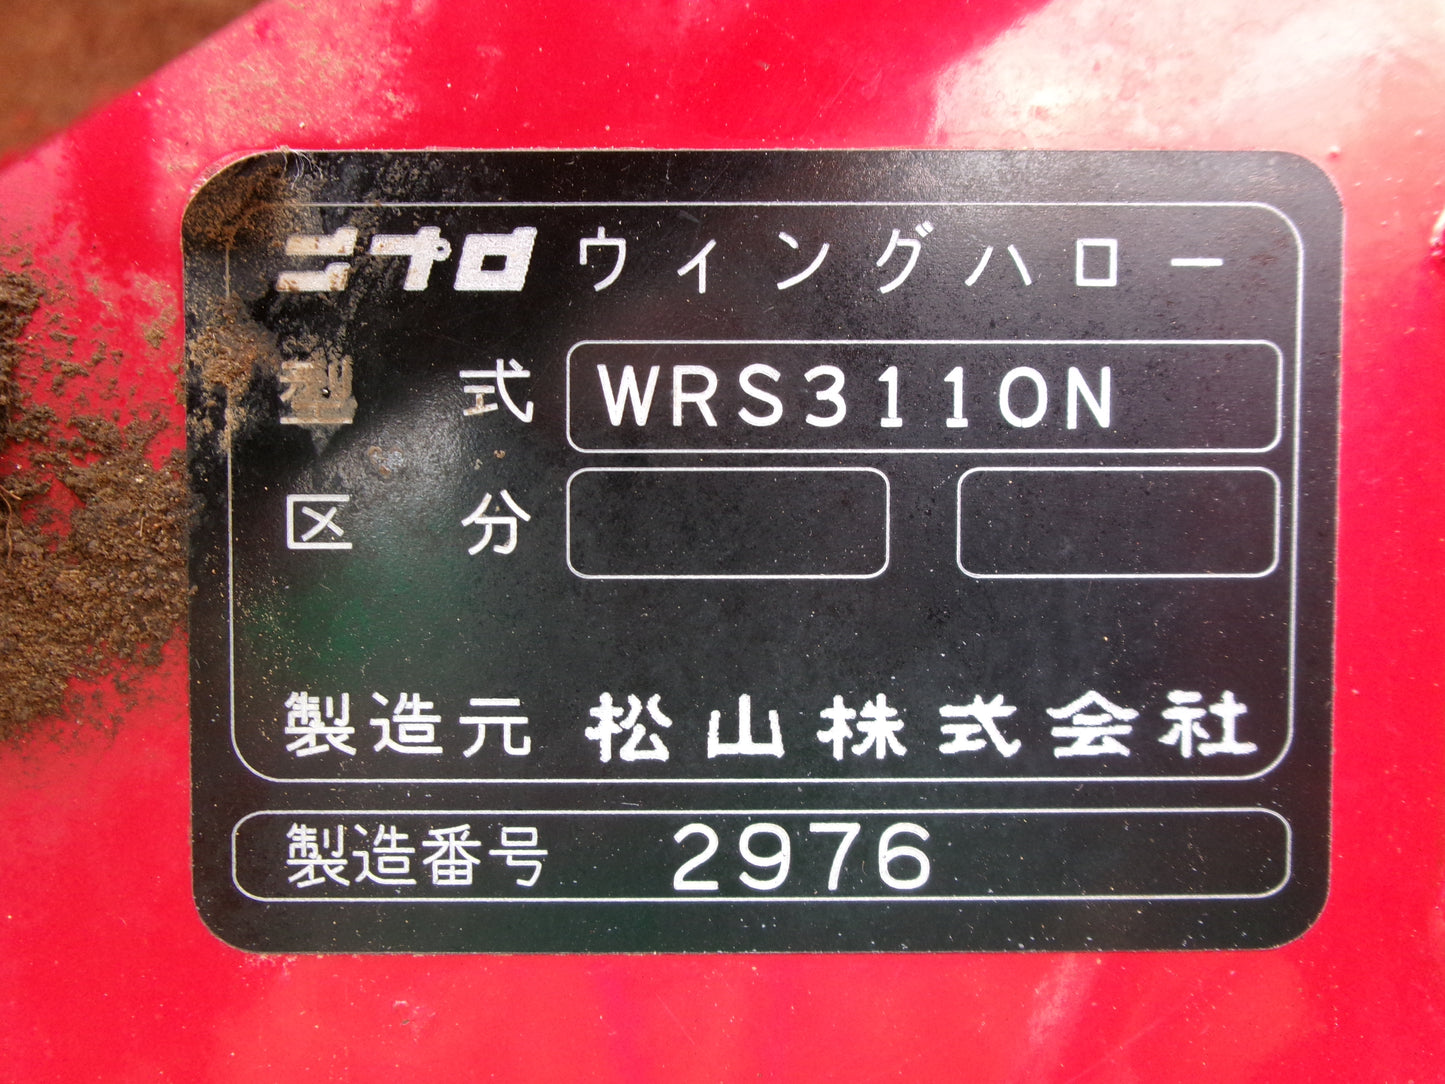 ニプロ ウィングハロー
型式 WRS3110N
区分
製造元 松山株式会社
製造番号 2976